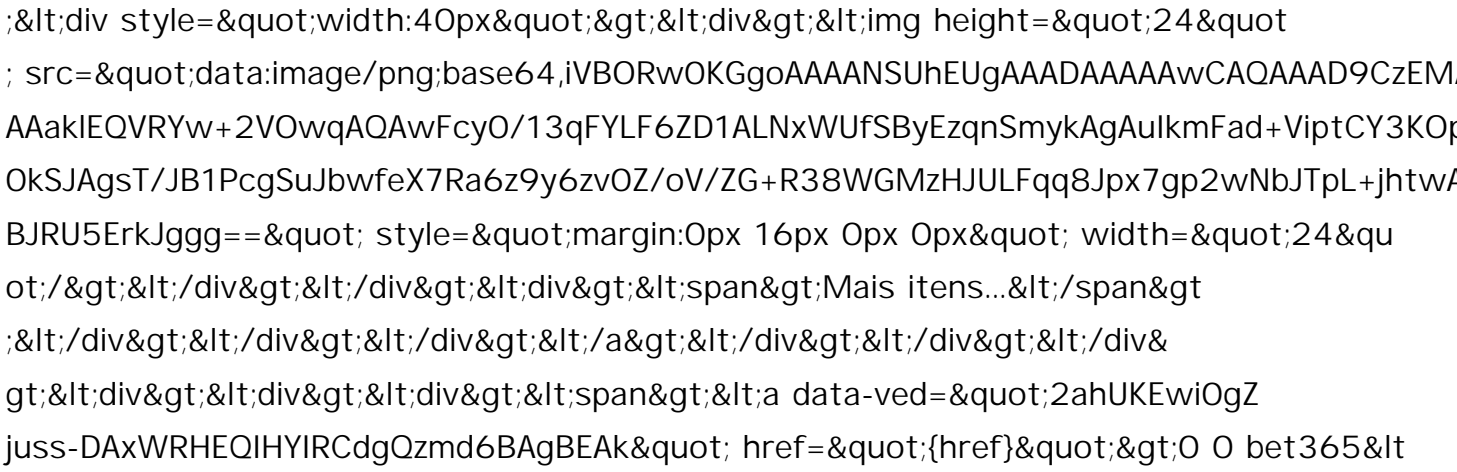 ;&lt;div style=&quot;width:40px&quot;&gt;&lt;div&gt;&lt;img height=&quot;24&quot
; src=&quot;data:image/png;base64,iVBORw0KGgoAAAANSUhEUgAAADAAAAAwCAQAAAD9CzEMA
AAaklEQVRYw+2VOwqAQAwFcy0/13qFYLF6ZD1ALNxWUfSByEzqnSmykAgAuIkmFad+ViptCY3KOp
0kSJAgsT/JB1PcgSuJbwfeX7Ra6z9y6zv0Z/oV/ZG+R38WGMzHJULFqq8Jpx7gp2wNbJTpL+jhtwA
BJRU5ErkJggg==&quot; style=&quot;margin:0px 16px 0px 0px&quot; width=&quot;24&qu
ot;/&gt;&lt;/div&gt;&lt;/div&gt;&lt;div&gt;&lt;span&gt;Mais itens...&lt;/span&gt
;&lt;/div&gt;&lt;/div&gt;&lt;/div&gt;&lt;/a&gt;&lt;/div&gt;&lt;/div&gt;&lt;/div&
gt;&lt;div&gt;&lt;div&gt;&lt;div&gt;&lt;span&gt;&lt;a data-ved=&quot;2ahUKEwiOgZ
juss-DAxWRHEQIHYIRCdgQzmd6BAgBEAk&quot; href=&quot;{href}&quot;&gt;0 0 bet365&lt